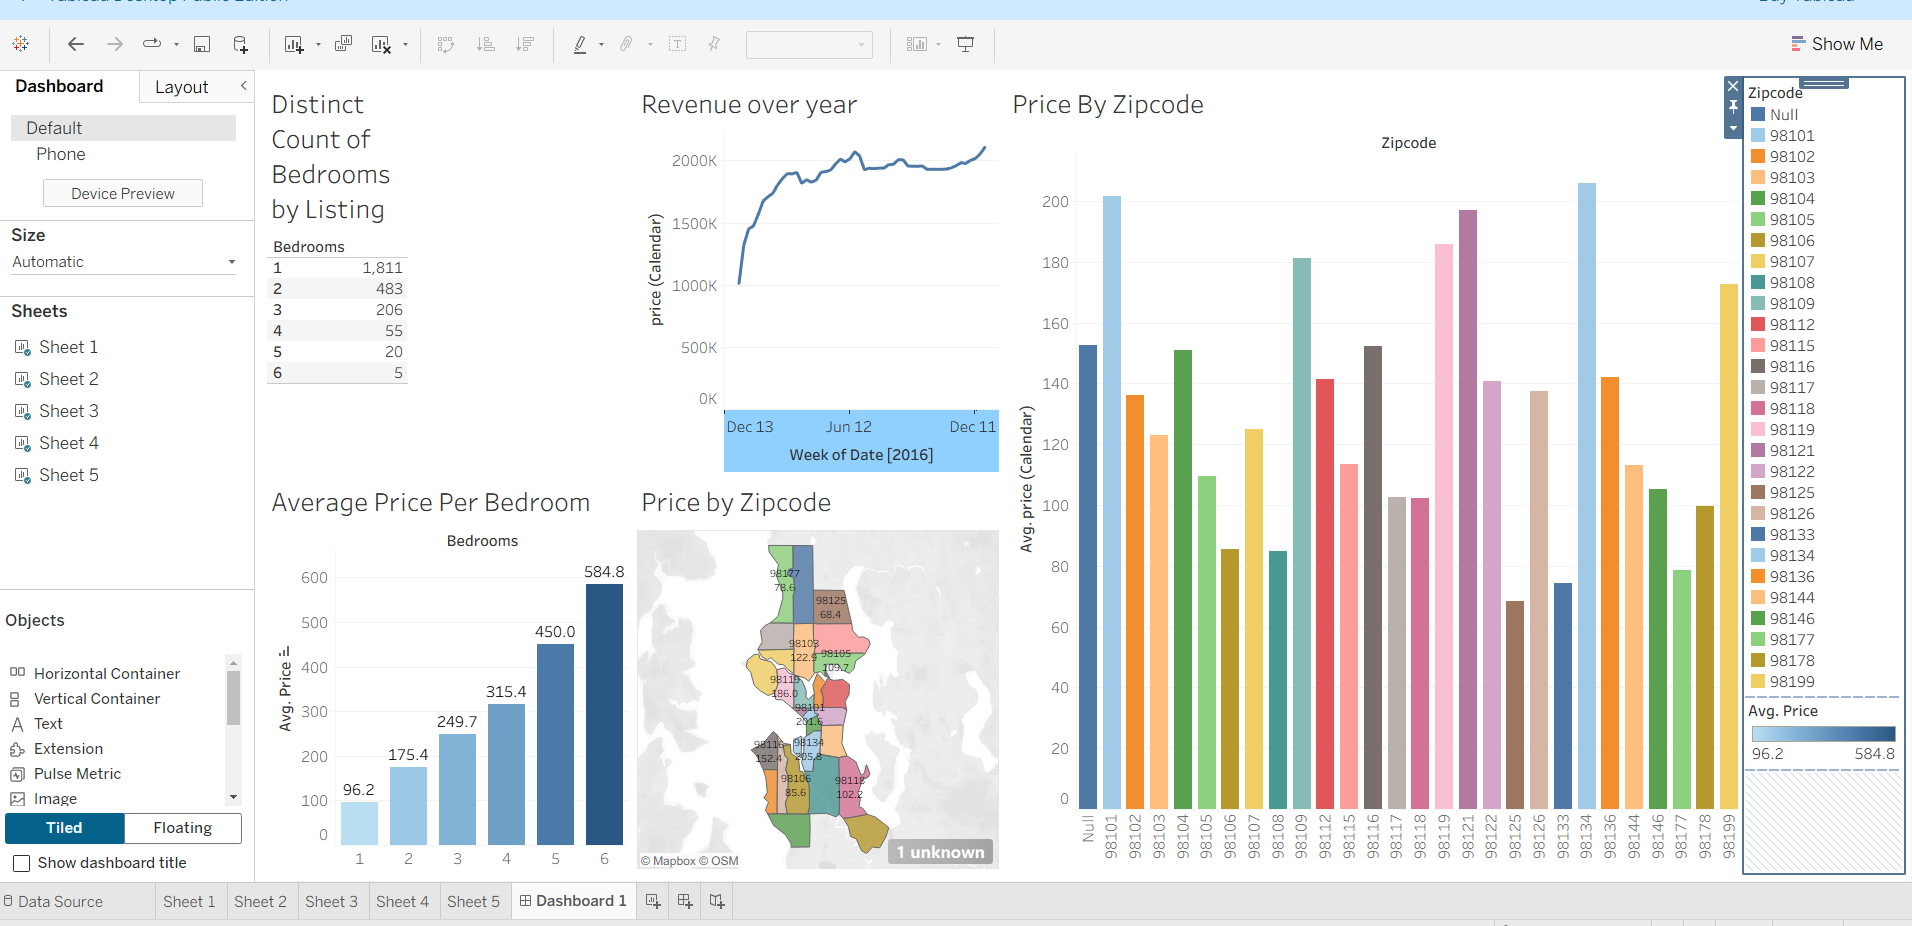 Tableau Desktop Public Edition
Buy Tableau
Show Me
Dashboard
Layout
Default
Phone
Device Preview
Size
Automatic
Sheets
Sheet 1
Sheet 2
Sheet 3
Sheet 4
Sheet 5
Objects
Horizontal Container
Vertical Container
Text
Extension
Pulse Metric
Image
Tiled
Floating
Show dashboard title
Distinct
Count of
Bedrooms
by Listing
Bedrooms
1 1,811
2 483
3 206
4 55
5 20
6 5
Revenue over year
price (Calendar)
2000K
1500K
1000K
500K
0K
Dec 13 Jun 12 Dec 11
Week of Date [2016]
Average Price Per Bedroom
Bedrooms
Avg. Price
600
500
400
300
200
100
0
96.2
175.4
249.7
315.4
450.0
584.8
1 2 3 4 5 6
Price by Zipcode
98177
78.6
98125
68.4
98103
122.9
98105
109.7
98119
186.0
98101
201.6
98116
152.4
98134
205.8
98106
85.6
98118
102.2
© Mapbox © OSM
1 unknown
Price By Zipcode
Zipcode
Avg. price (Calendar)
200
180
160
140
120
100
80
60
40
20
0
Null 98101 98102 98103 98104 98105 98106 98107 98108 98109 98112 98115 98116 98117 98118 98119 98121 98122 98125 98126 98133 98134 98136 98144 98146 98177 98178 98199
Zipcode
Null
98101
98102
98103
98104
98105
98106
98107
98108
98109
98112
98115
98116
98117
98118
98119
98121
98122
98125
98126
98133
98134
98136
98144
98146
98177
98178
98199
Avg. Price
96.2 584.8
Data Source
Sheet 1
Sheet 2
Sheet 3
Sheet 4
Sheet 5
Dashboard 1